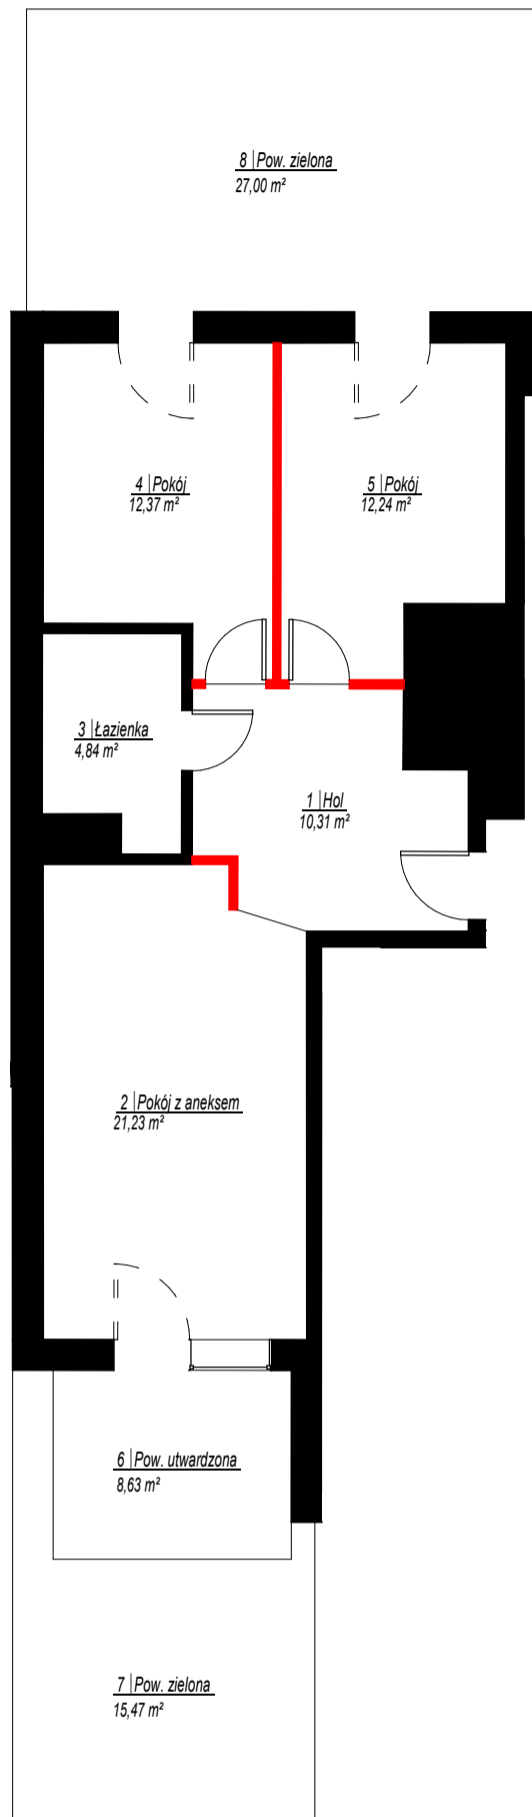 8 | Pow. zielona
27,00 m²
4 | Pokój
12,37 m²
5 | Pokój
12,24 m²
3 | Łazienka
4,84 m²
1 | Hol
10,31 m²
2 | Pokój z aneksem
21,23 m²
6 | Pow. utwardzona
8,63 m²
7 | Pow. zielona
15,47 m²